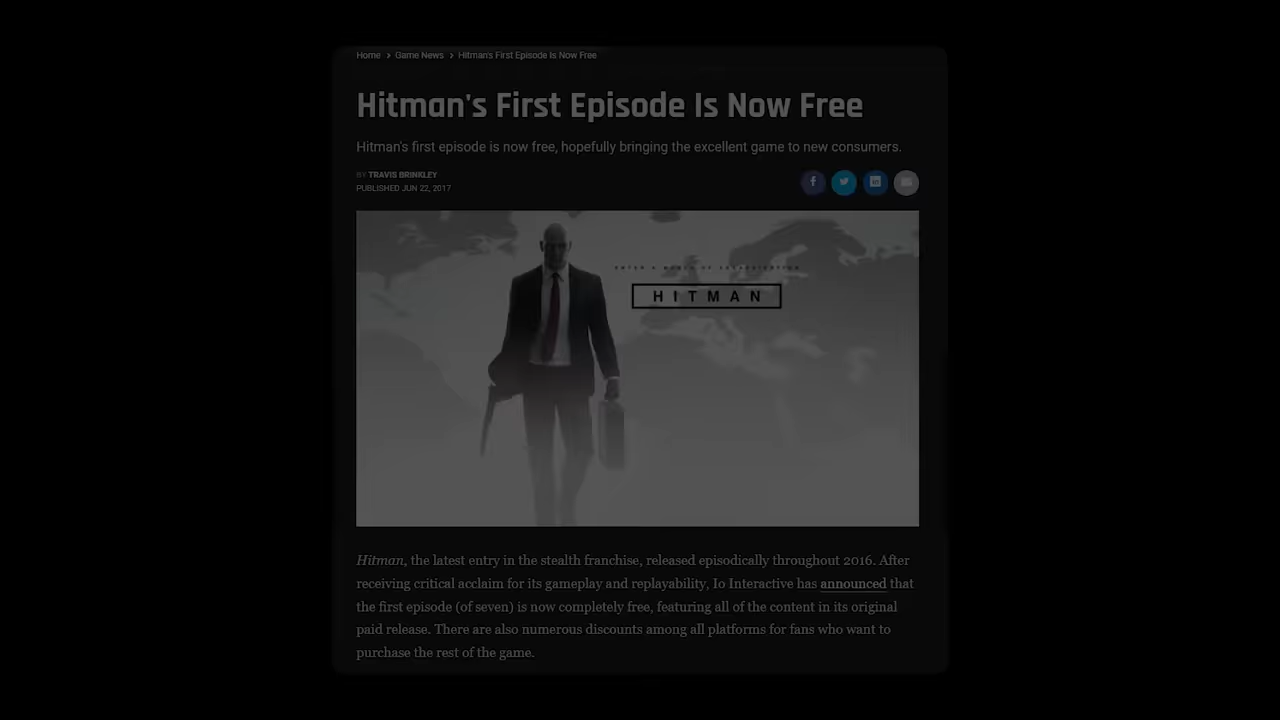 Home > Game News > Hitman's First Episode Is Now Free
Hitman's First Episode Is Now Free
Hitman's first episode is now free, hopefully bringing the excellent game to new consumers.
BY TRAVIS BRINKLEY
PUBLISHED JUN 22, 2017
HITMAN
Hitman, the latest entry in the stealth franchise, released episodically throughout 2016. After
receiving critical acclaim for its gameplay and replayability, Io Interactive has announced that
the first episode (of seven) is now completely free, featuring all of the content in its original
paid release. There are also numerous discounts among all platforms for fans who want to
purchase the rest of the game.